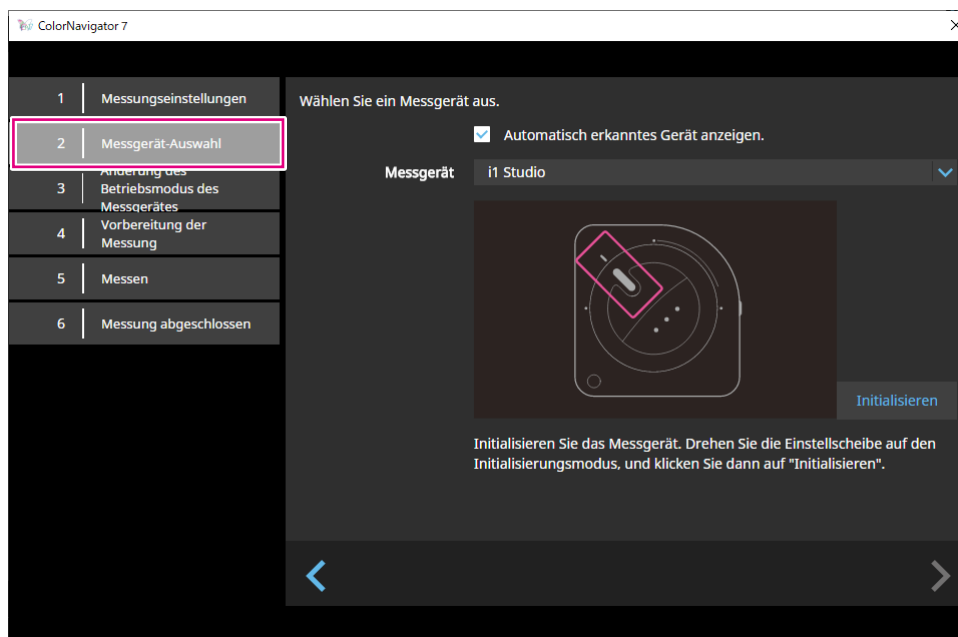 ColorNavigator 7
1 Messungseinstellungen
2 Messgerät-Auswahl
3 Änderung des
Betriebsmodus des
Messgerätes
4 Vorbereitung der
Messung
5 Messen
6 Messung abgeschlossen
Wählen Sie ein Messgerät aus.
Automatisch erkanntes Gerät anzeigen.
Messgerät i1 Studio
Initialisieren
Initialisieren Sie das Messgerät. Drehen Sie die Einstellscheibe auf den
Initialisierungsmodus, und klicken Sie dann auf "Initialisieren".